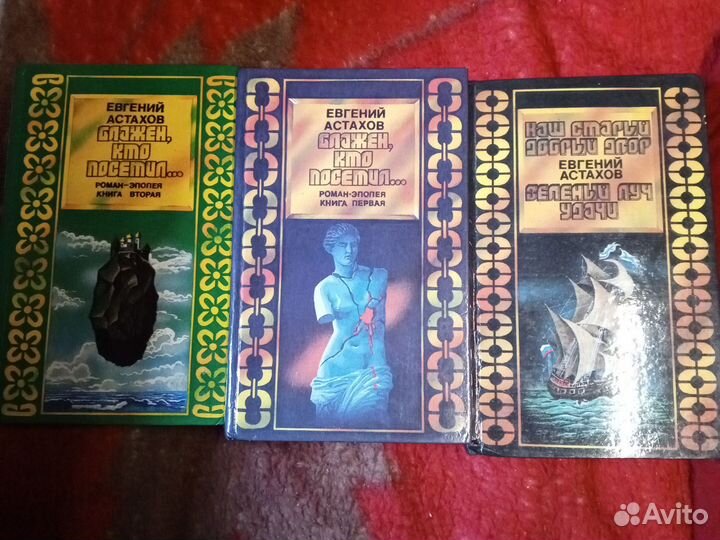 ЕВГЕНИЙ
АСТАХОВ
БЛАЖЕН,
КТО
ПОСЕТИЛ...
РОМАН-ЭПОПЕЯ
КНИГА ВТОРАЯ
ЕВГЕНИЙ
АСТАХОВ
БЛАЖЕН,
КТО
ПОСЕТИЛ...
РОМАН-ЭПОПЕЯ
КНИГА ПЕРВАЯ
НАШ СТАРЫЙ
ДОБРЫЙ ДВОР
ЕВГЕНИЙ
АСТАХОВ
ЗЕЛЕНЫЙ ЛУЧ
УДАЧИ
Avito